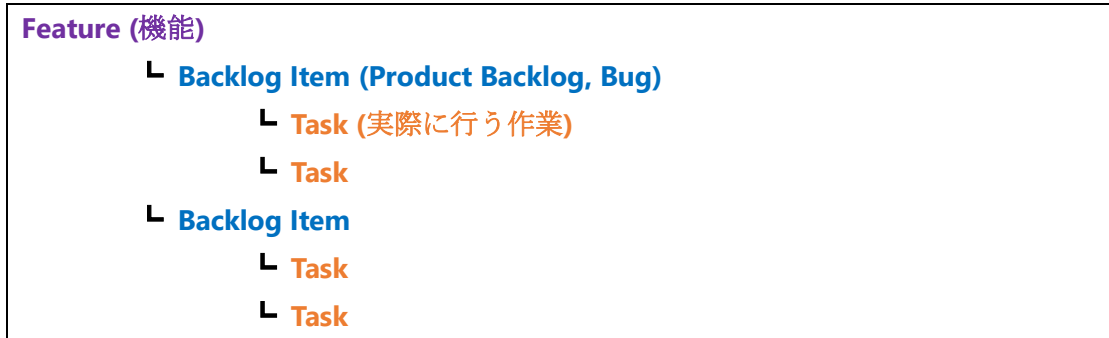 Feature (機能)
┗ Backlog Item (Product Backlog, Bug)
┗ Task (実際に行う作業)
┗ Task
┗ Backlog Item
┗ Task
┗ Task